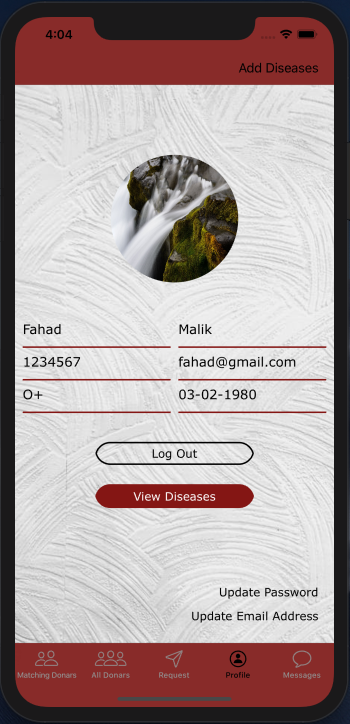 4:04
Add Diseases
Fahad Malik
1234567 fahad@gmail.com
O+ 03-02-1980
Log Out
View Diseases
Update Password
Update Email Address
Matching Donars All Donars Request Profile Messages